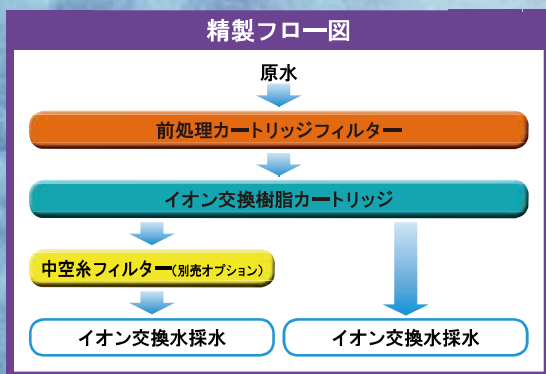 精製フロー図
原水
前処理カートリッジフィルター
イオン交換樹脂カートリッジ
中空糸フィルター(別売オプション)
イオン交換水採水
イオン交換水採水